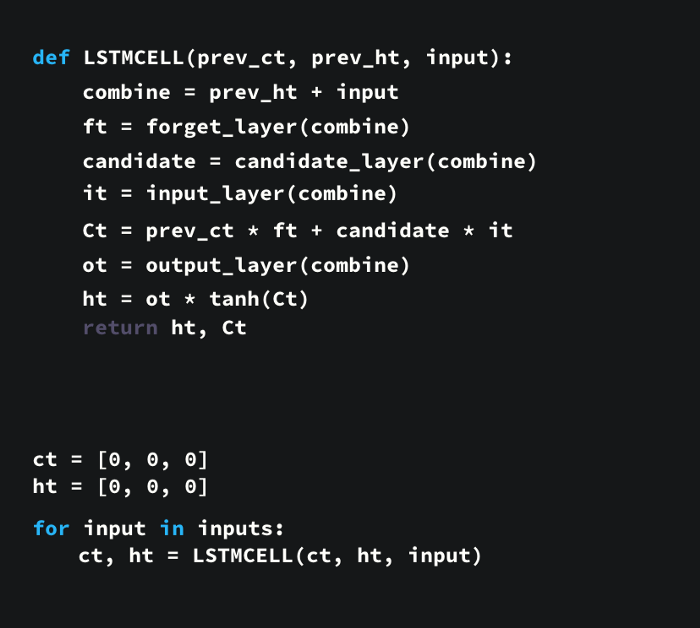 def LSTMCELL(prev_ct, prev_ht, input):
combine = prev_ht + input
ft = forget_layer(combine)
candidate = candidate_layer(combine)
it = input_layer(combine)
Ct = prev_ct * ft + candidate * it
ot = output_layer(combine)
ht = ot * tanh(Ct)
return ht, Ct
ct = [0, 0, 0]
ht = [0, 0, 0]
for input in inputs:
ct, ht = LSTMCELL(ct, ht, input)